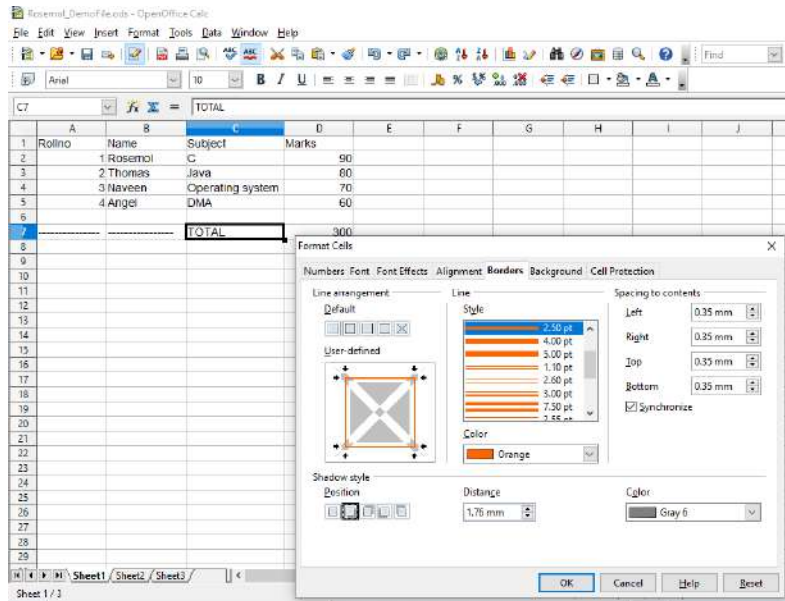 Rosemol_DemoFile.ods - OpenOffice Calc
File Edit View Insert Format Tools Data Window Help
Find
Arial 10 B I U
C7 TOTAL
A B C D E F G H I J
1 Rollno Name Subject Marks
2 1 Rosemol C 90
3 2 Thomas Java 80
4 3 Naveen Operating system 70
5 4 Angel DMA 60
6
7 ---------------- ---------------- TOTAL 300
8
9
10
11
12
13
14
15
16
17
18
19
20
21
22
23
24
25
26
27
28
29
Format Cells
Numbers Font Font Effects Alignment Borders Background Cell Protection
Line arrangement Line Spacing to contents
Default Style Left 0.35 mm
2.50 pt
4.00 pt
5.00 pt
1.10 pt
2.60 pt
3.00 pt
7.50 pt
2.55 pt
User-defined
Right 0.35 mm
Top 0.35 mm
Bottom 0.35 mm
Synchronize
Color
Orange
Shadow style
Position Distance Color
1.76 mm Gray 6
OK Cancel Help Reset
Sheet1 Sheet2 Sheet3
Sheet 1 / 3